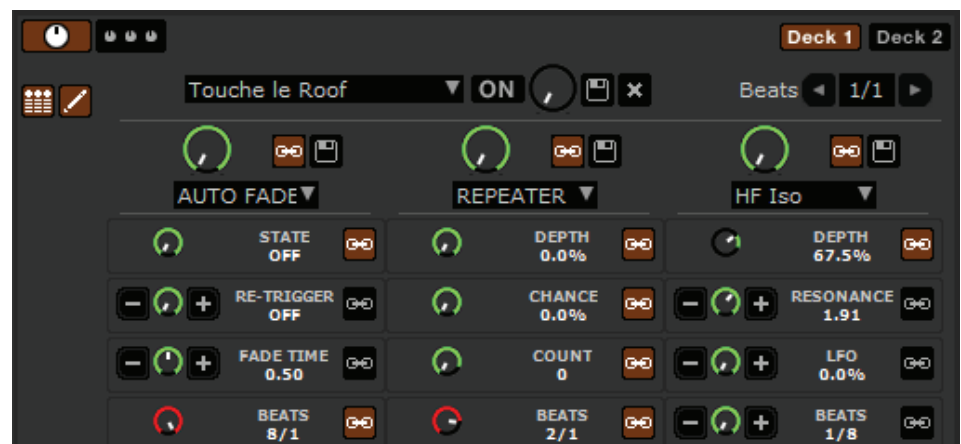 Deck 1 Deck 2
Touche le Roof ON Beats 1/1
AUTO FADE REPEATER HF Iso
STATE DEPTH DEPTH
OFF 0.0% 67.5%
RE-TRIGGER CHANCE RESONANCE
OFF 0.0% 1.91
FADE TIME COUNT LFO
0.50 0 0.0%
BEATS BEATS BEATS
8/1 2/1 1/8